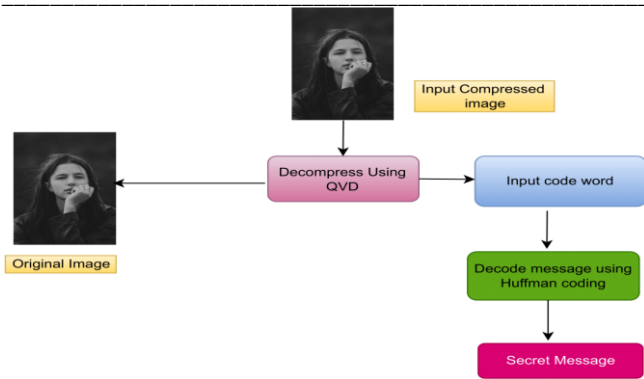 Input Compressed
image
Decompress Using
QVD
Input code word
Original Image
Decode message using
Huffman coding
Secret Message